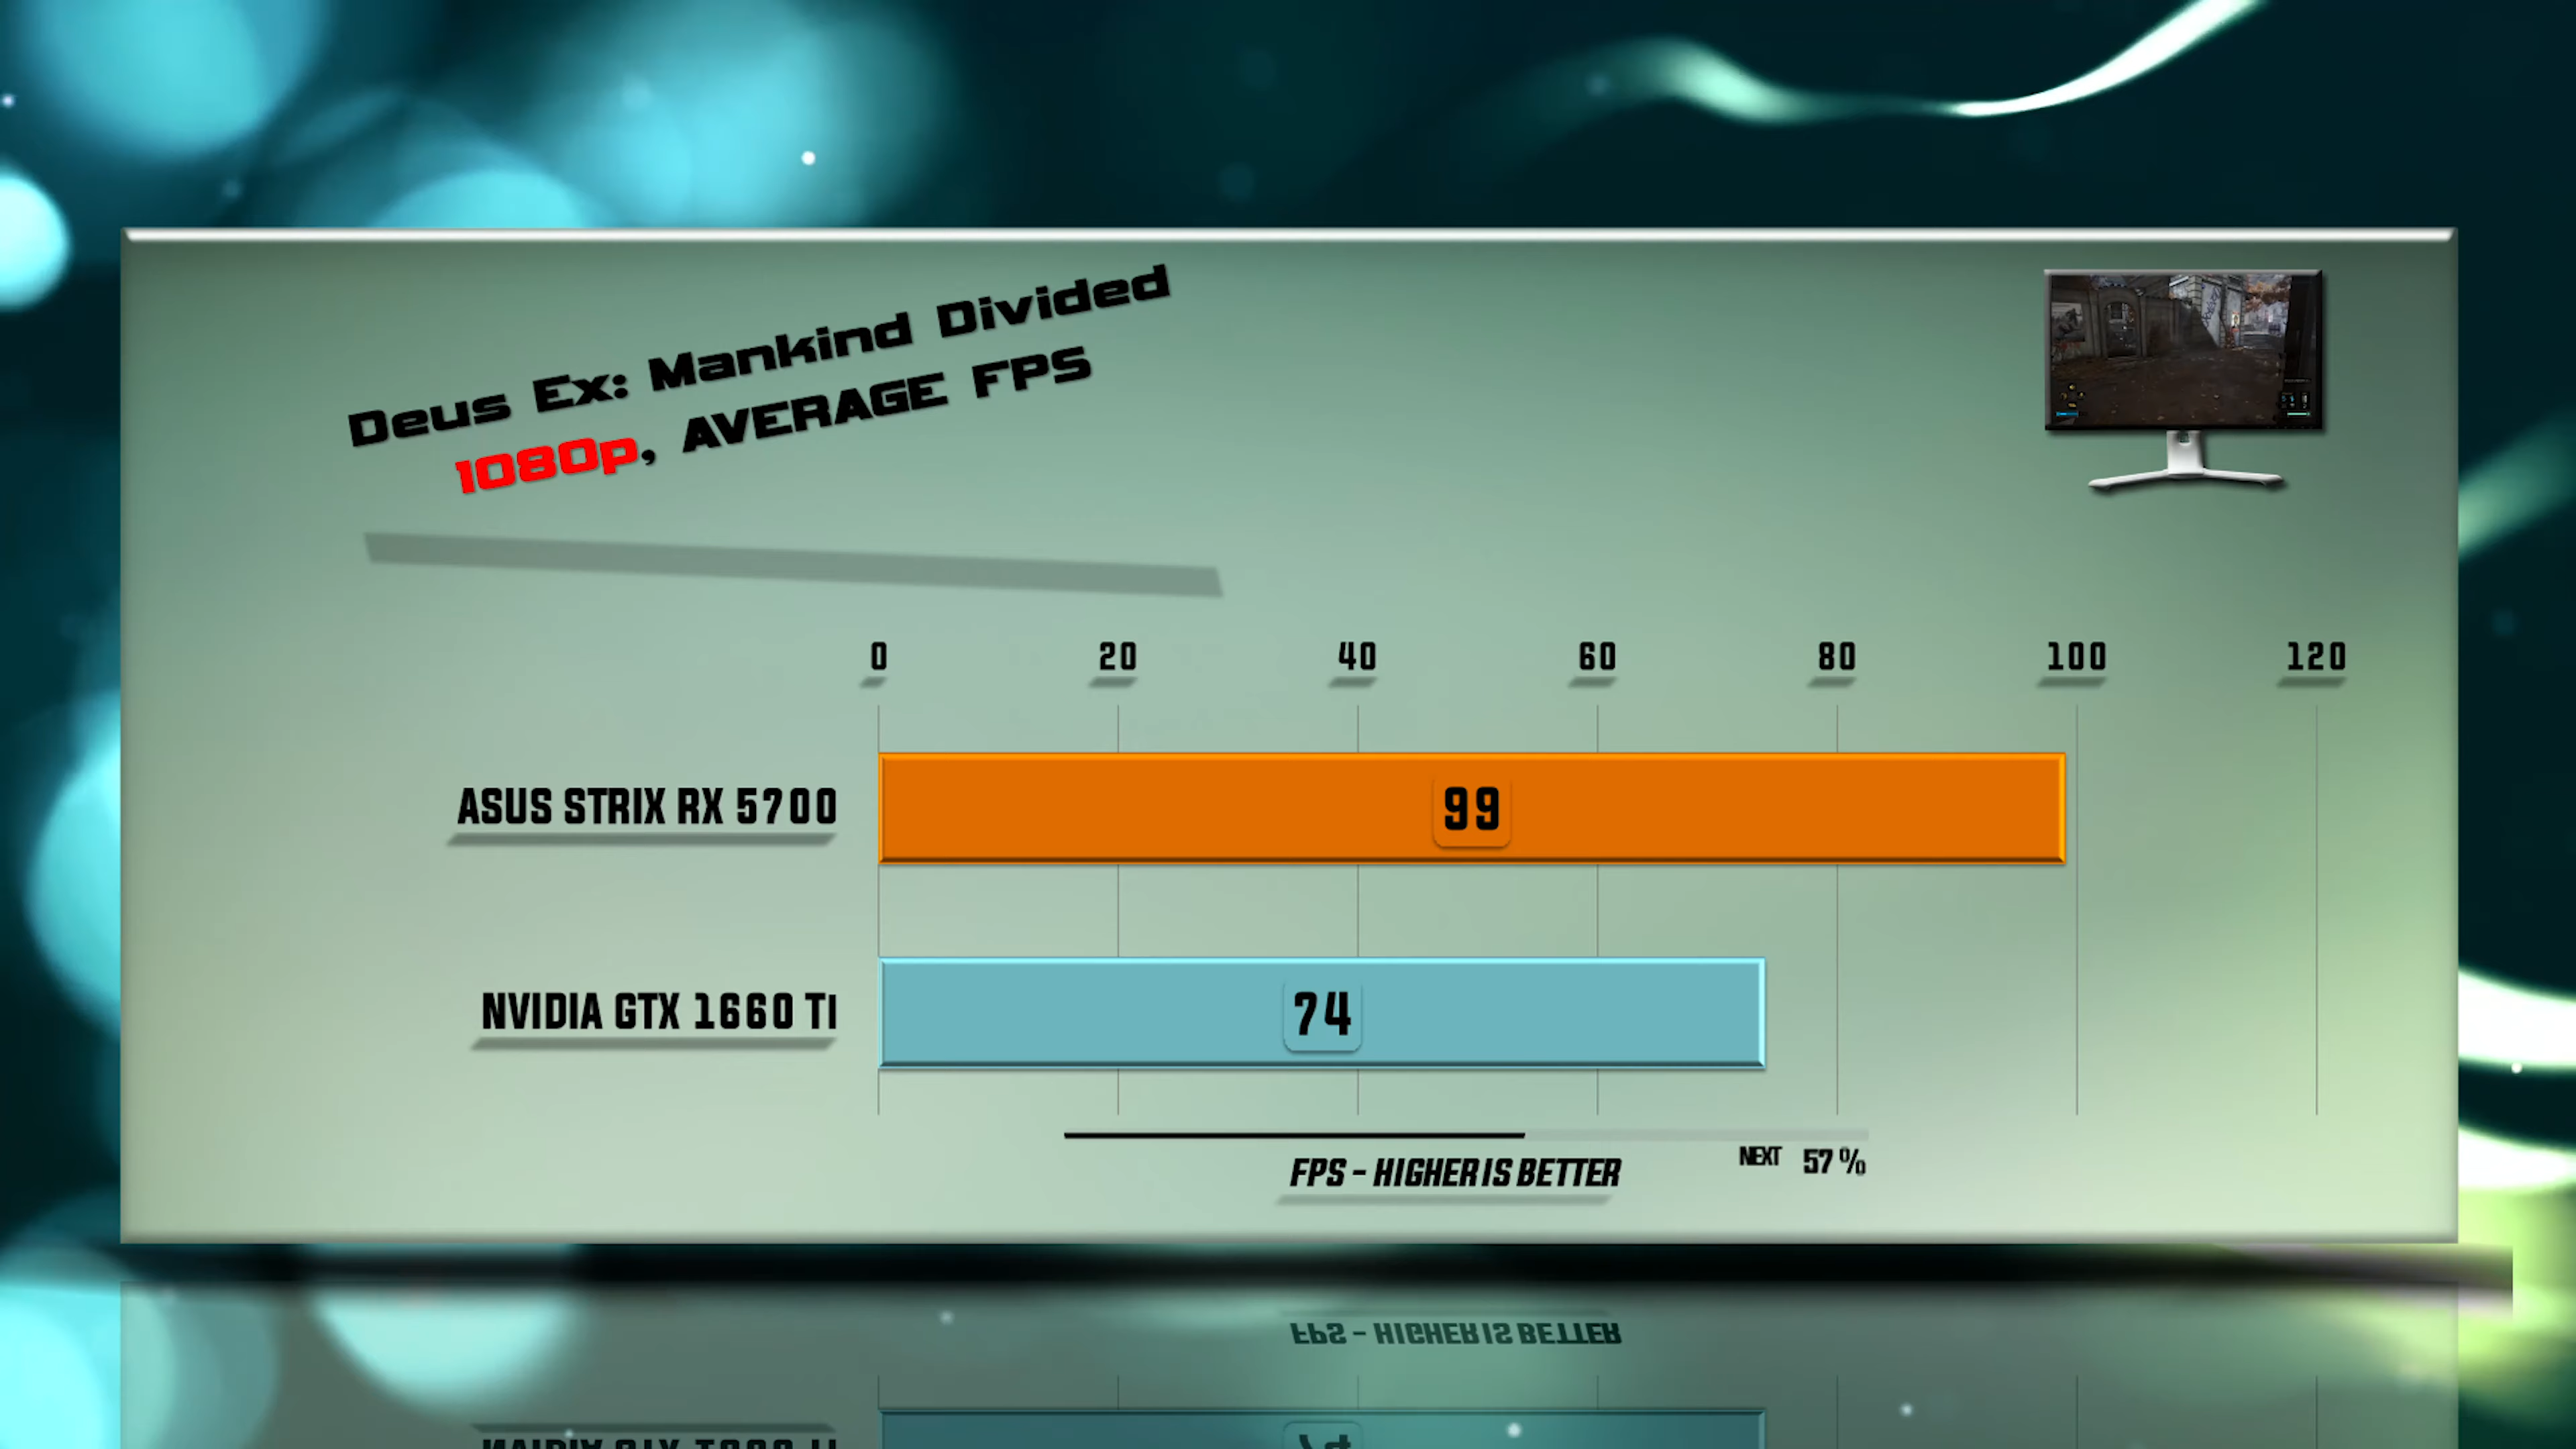 Deus Ex: Mankind Divided
1080p, AVERAGE FPS
0 20 40 60 80 100 120
ASUS STRIX RX 5700
99
NVIDIA GTX 1660 TI
74
NEXT 57 %
FPS - HIGHER IS BETTER